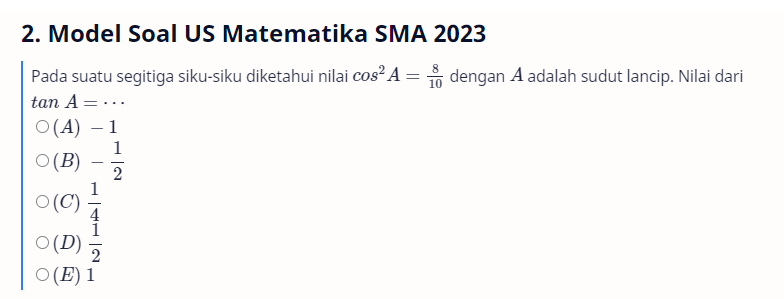 2. Model Soal US Matematika SMA 2023
Pada suatu segitiga siku-siku diketahui nilai cos² A = 8/10 dengan A adalah sudut lancip. Nilai dari
tan A = ⋯
(A) − 1
(B) − 1/2
(C) 1/4
(D) 1/2
(E) 1